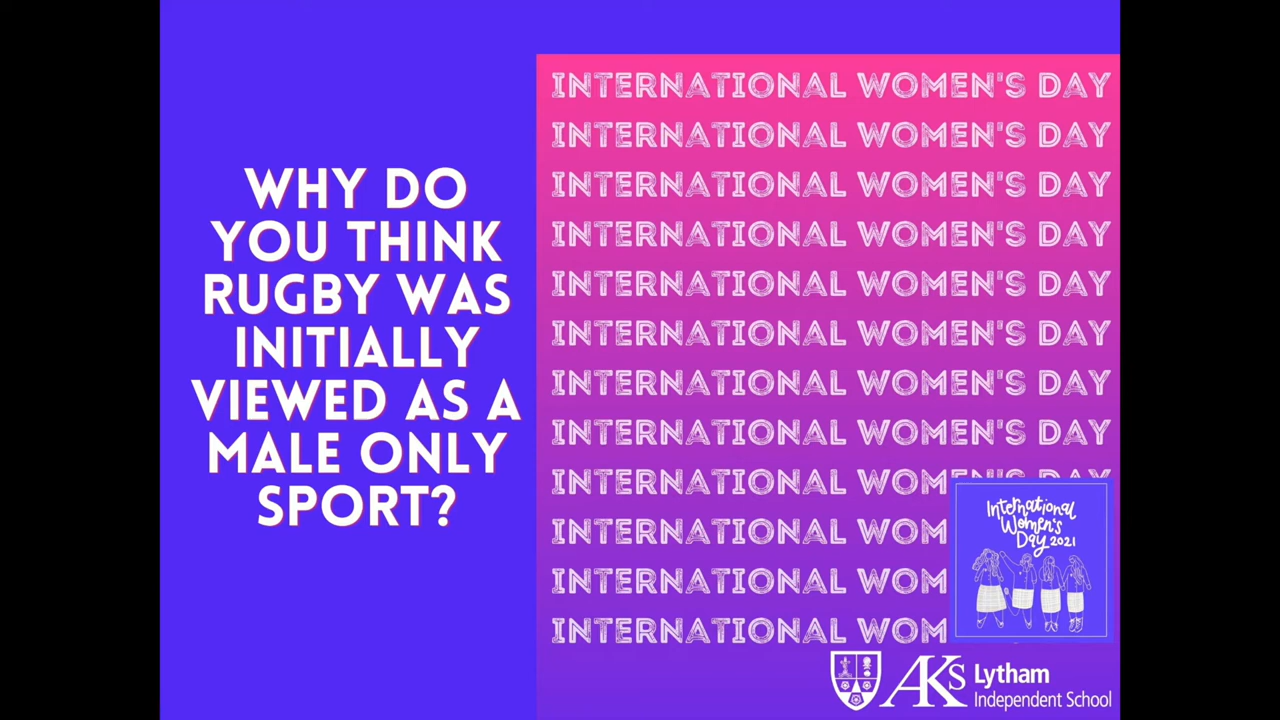 WHY DO
YOU THINK
RUGBY WAS
INITIALLY
VIEWED AS A
MALE ONLY
SPORT?
INTERNATIONAL WOMEN'S DAY
INTERNATIONAL WOMEN'S DAY
INTERNATIONAL WOMEN'S DAY
INTERNATIONAL WOMEN'S DAY
INTERNATIONAL WOMEN'S DAY
INTERNATIONAL WOMEN'S DAY
INTERNATIONAL WOMEN'S DAY
INTERNATIONAL WOMEN'S DAY
INTERNATIONAL WOMEN'S DAY
INTERNATIONAL WOM
INTERNATIONAL WOM
INTERNATIONAL WOM
International
Women's
Day 2021
AKS Lytham
Independent School